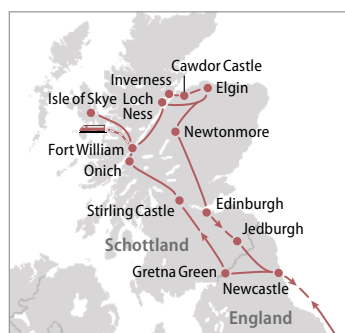 Cawdor Castle
Inverness
Elgin
Isle of Skye
Loch
Ness
Newtonmore
Fort William
Onich
Edinburgh
Stirling Castle
Jedburgh
Schottland
Gretna Green
Newcastle
England